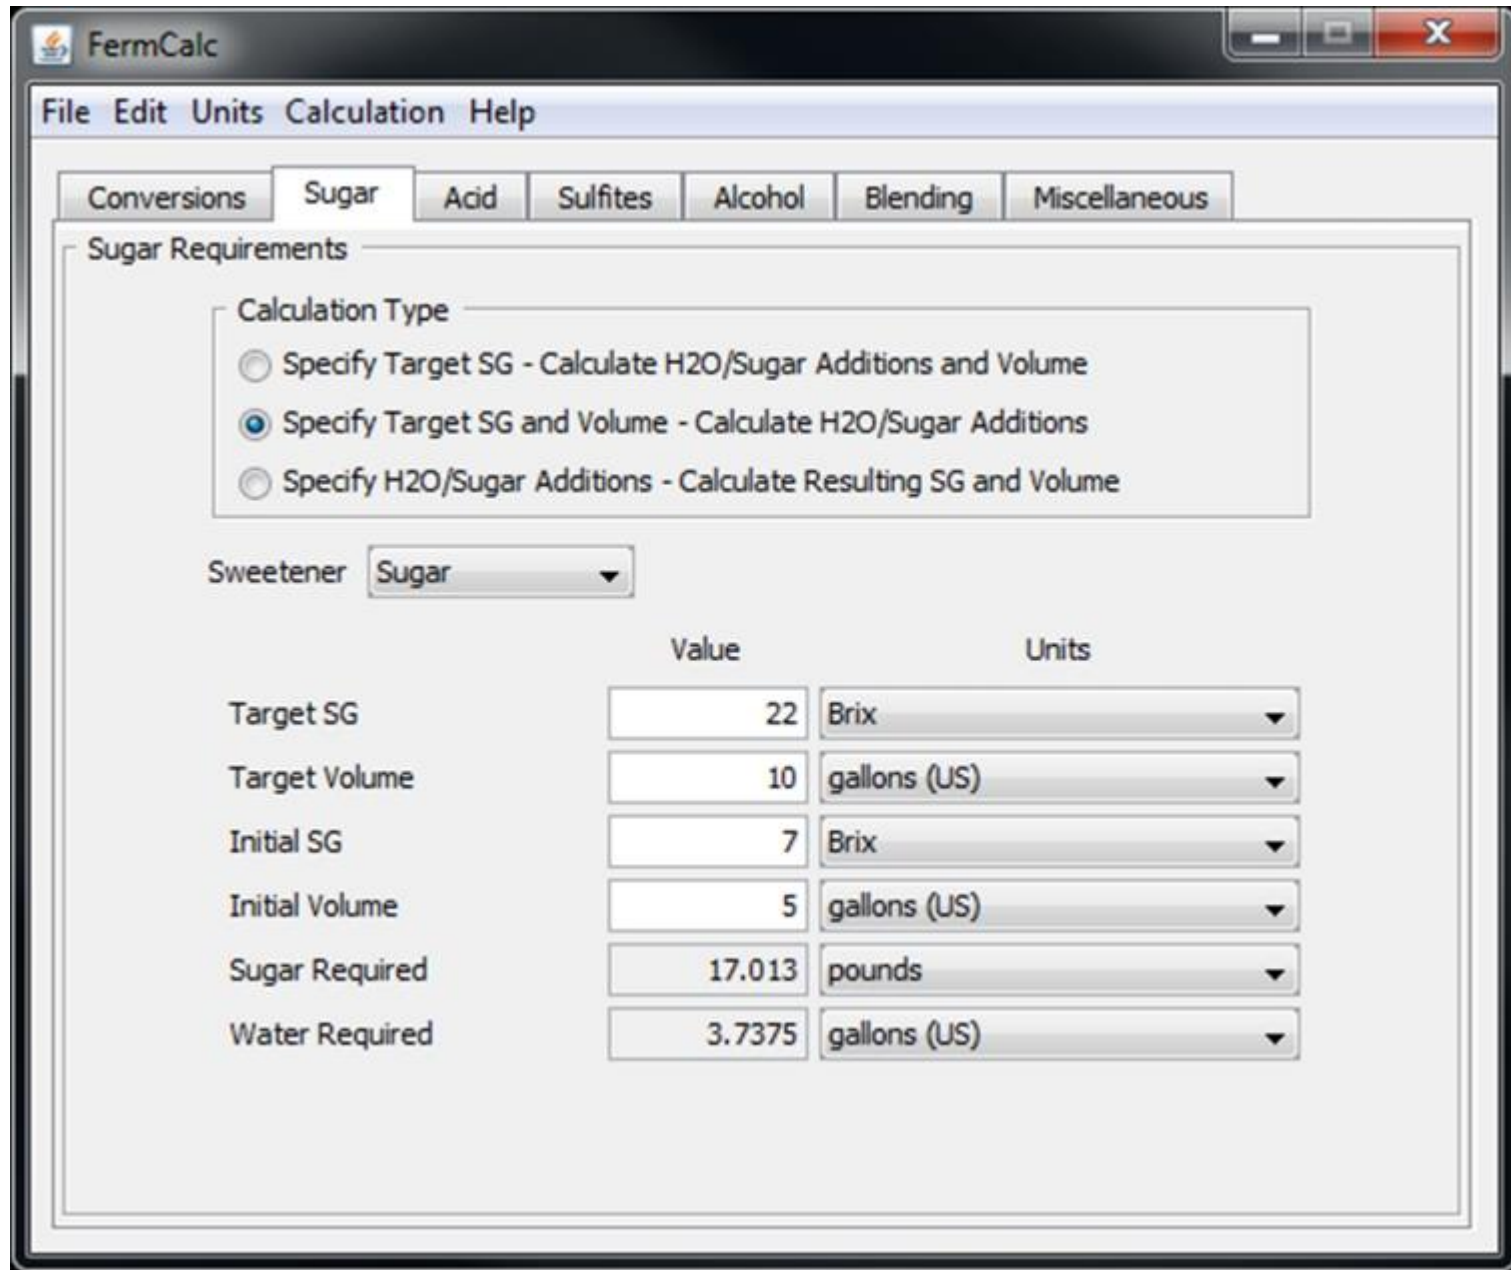 FermCalc
File Edit Units Calculation Help
Conversions Sugar Acid Sulfites Alcohol Blending Miscellaneous
Sugar Requirements
Calculation Type
Specify Target SG - Calculate H2O/Sugar Additions and Volume
Specify Target SG and Volume - Calculate H2O/Sugar Additions
Specify H2O/Sugar Additions - Calculate Resulting SG and Volume
Sweetener Sugar
Value Units
Target SG 22 Brix
Target Volume 10 gallons (US)
Initial SG 7 Brix
Initial Volume 5 gallons (US)
Sugar Required 17.013 pounds
Water Required 3.7375 gallons (US)